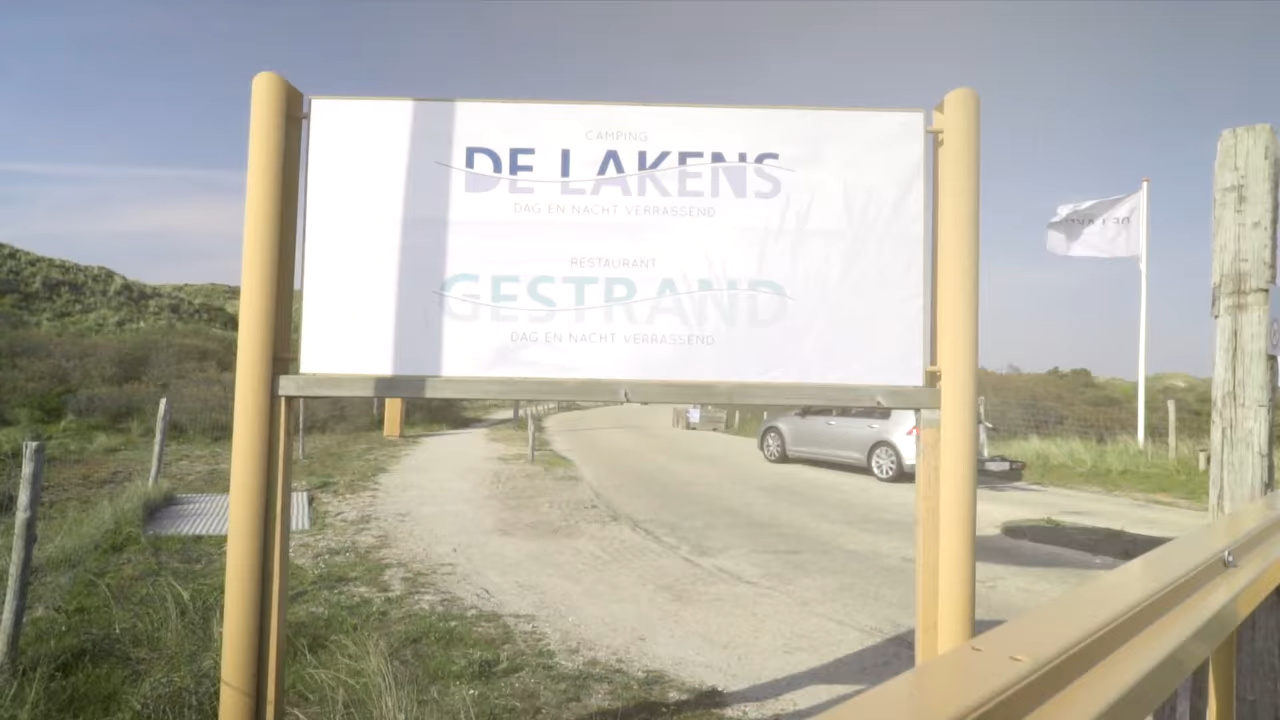 CAMPING
DE LAKENS
DAG EN NACHT VERRASSEND
RESTAURANT
GESTRAND
DAG EN NACHT VERRASSEND